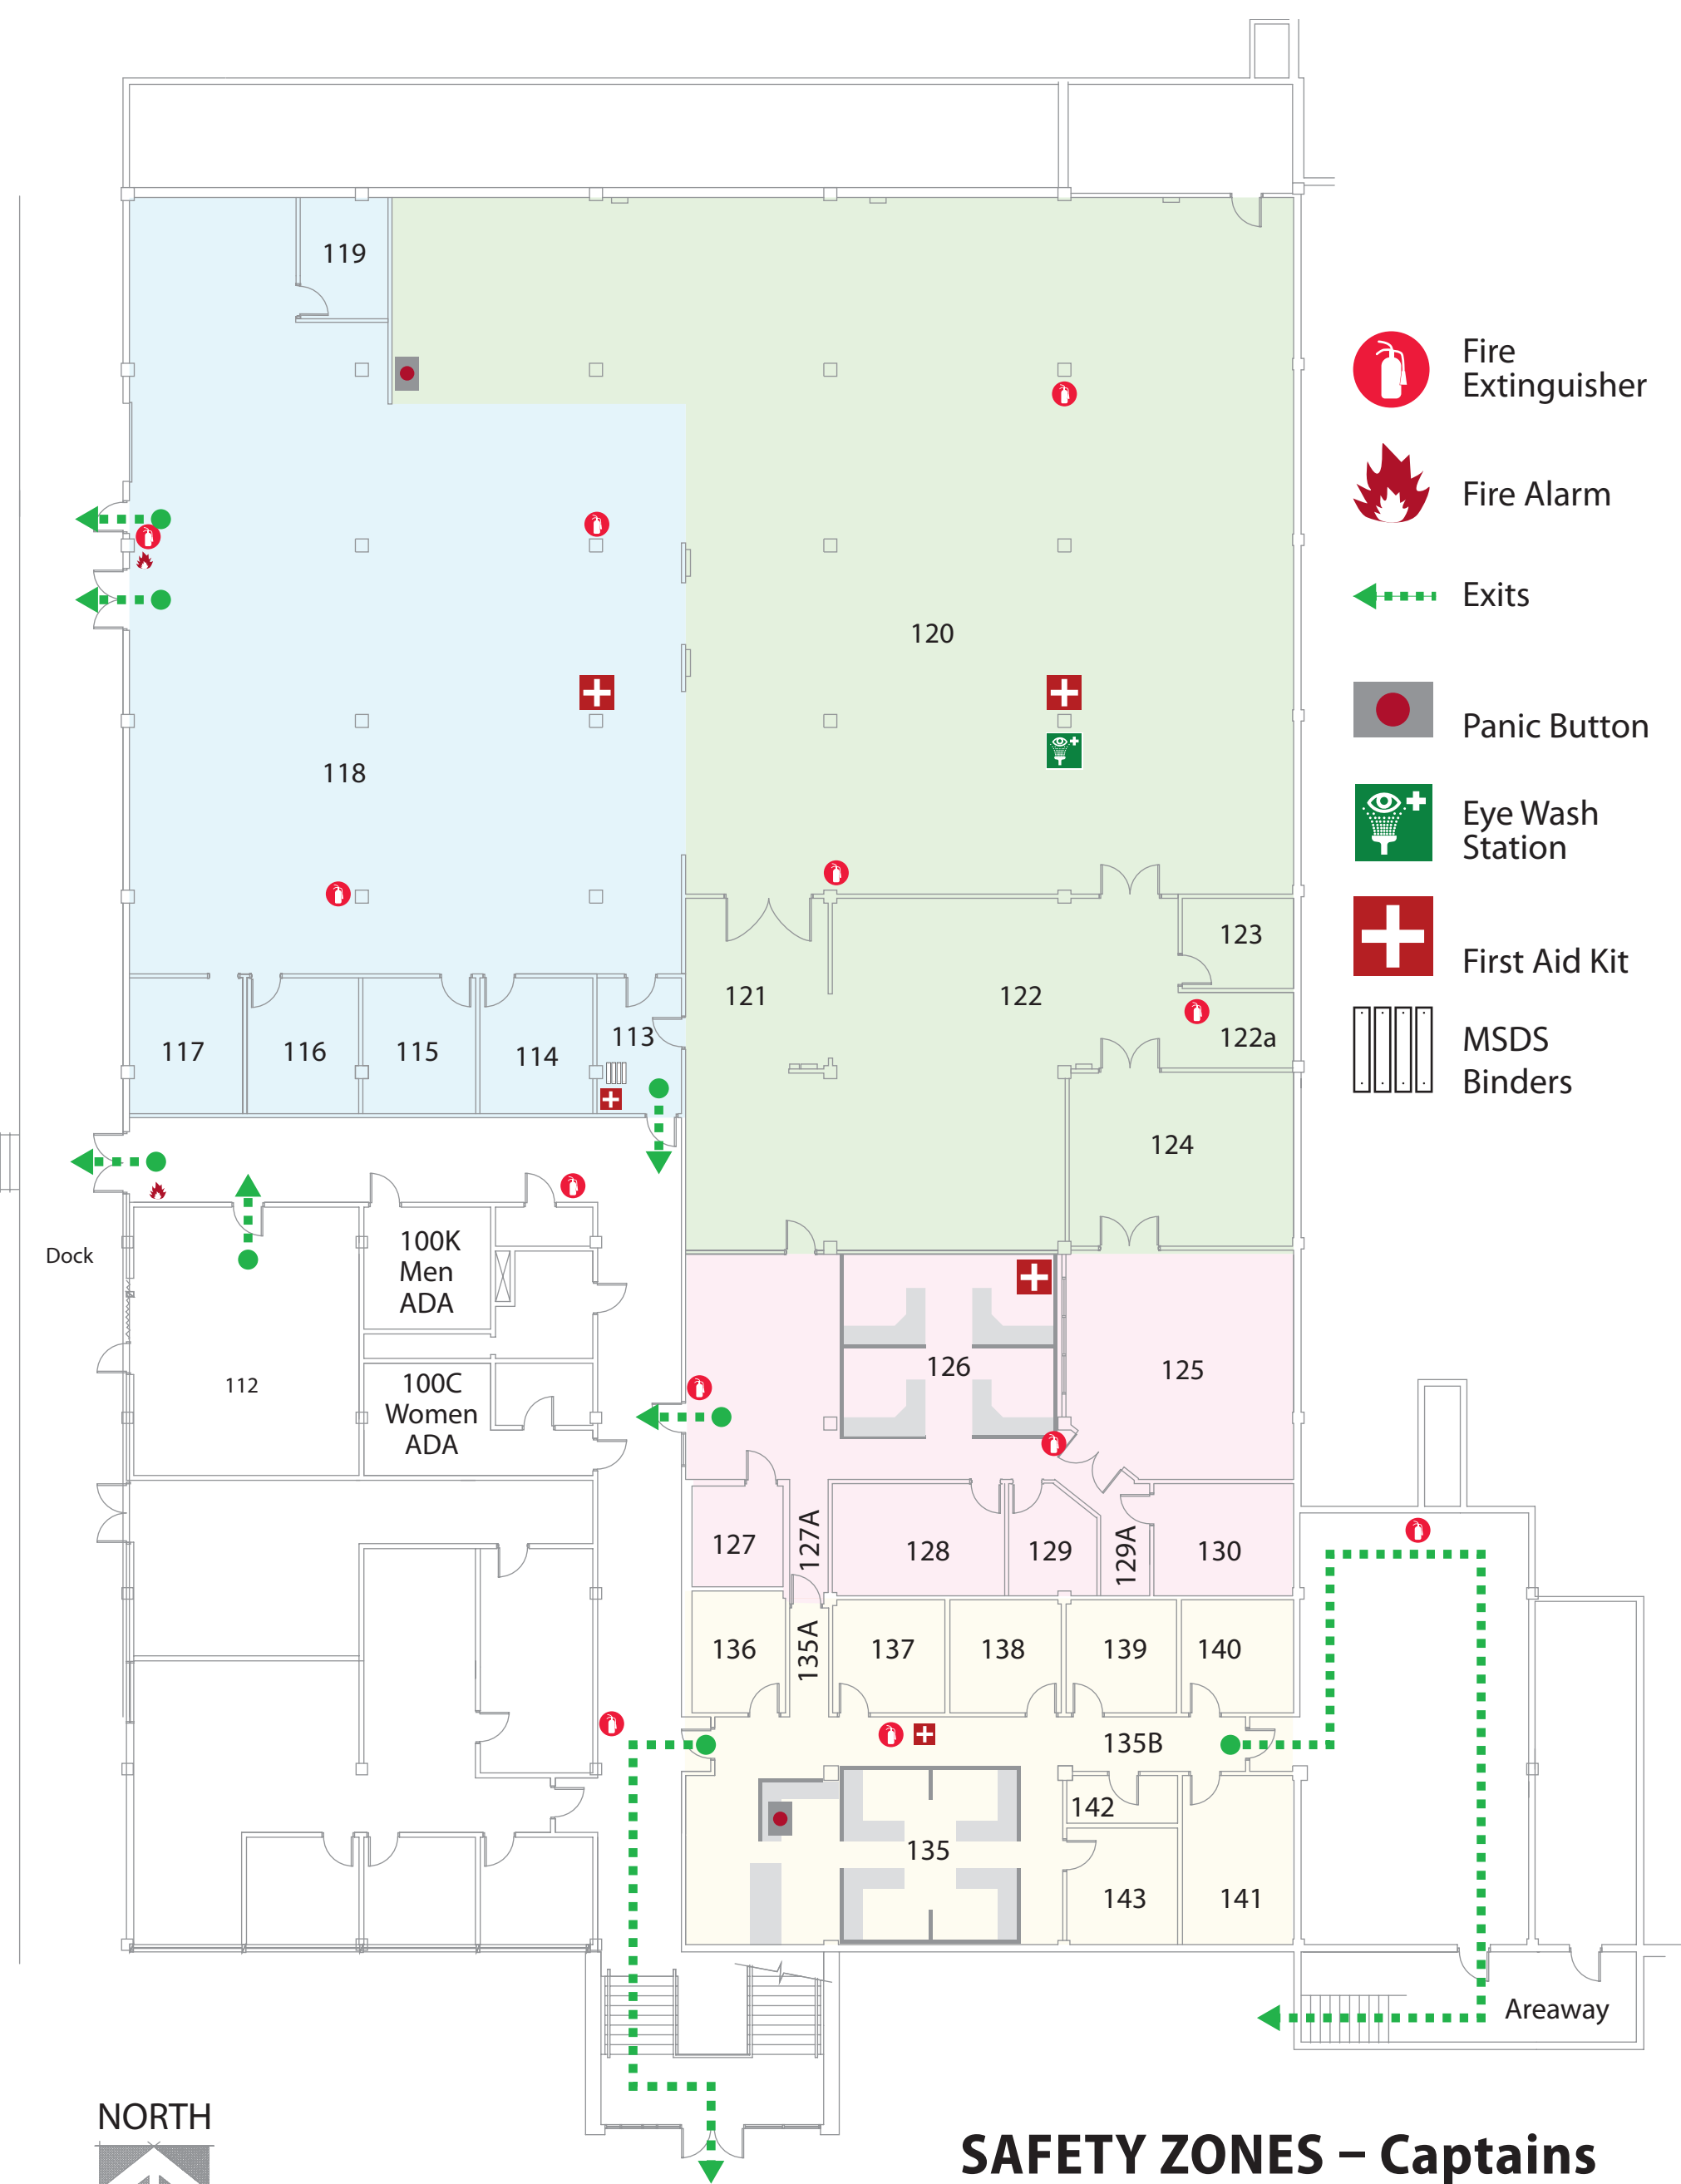 119
Fire
Extinguisher
Fire Alarm
Exits
120
Panic Button
118
Eye Wash
Station
123
First Aid Kit
121
122
122a
113
117
116
115
114
MSDS
Binders
124
Dock
100K
Men
ADA
112
100C
Women
ADA
126
125
127
127A
128
129
129A
130
136
135A
137
138
139
140
135B
142
135
143
141
Areaway
NORTH
SAFETY ZONES – Captains